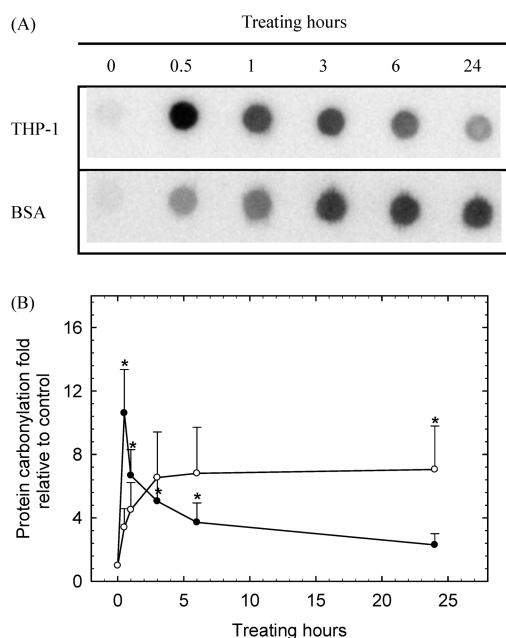 (A)
Treating hours
0 0.5 1 3 6 24
THP-1
BSA
(B)
Protein carbonylation fold
relative to control
16
12
8
4
0
* * * * *
0 5 10 15 20 25
Treating hours